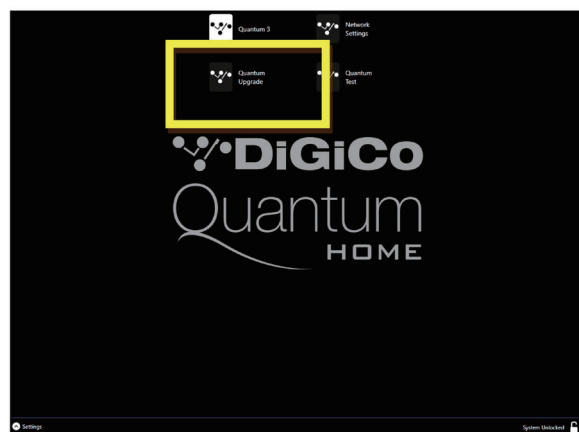 Quantum 3
Network
Settings
Quantum
Upgrade
Quantum
Test
DiGiCo
Quantum
HOME
Settings
System Unlocked